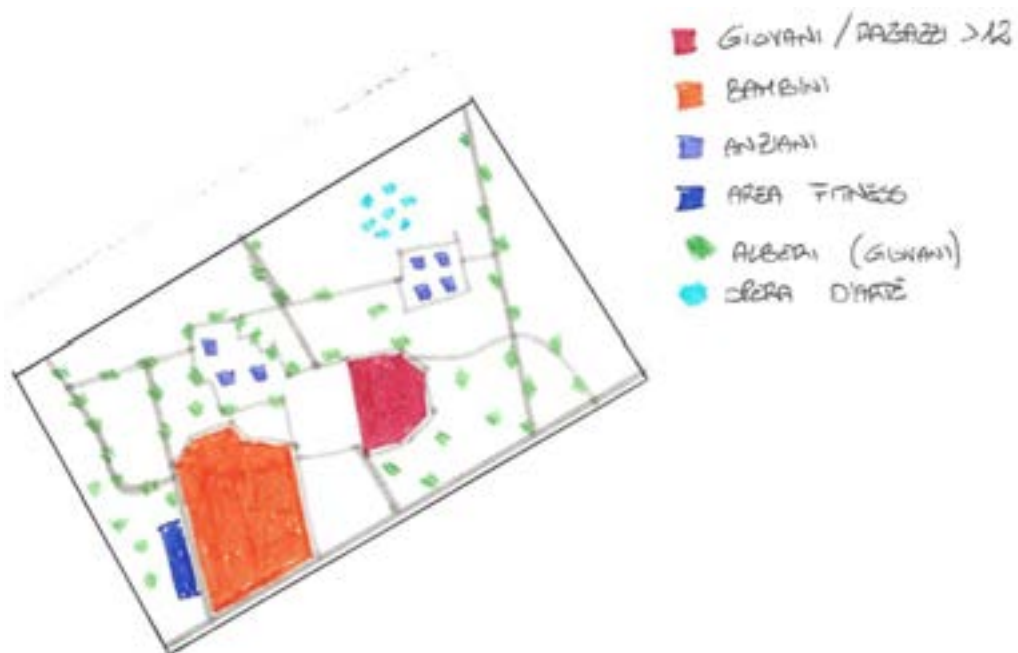 GIOVANI / RAGAZZI >12
BAMBINI
ANZIANI
AREA FITNESS
ALBERI (GIOVANI)
OPERA D'ARTE